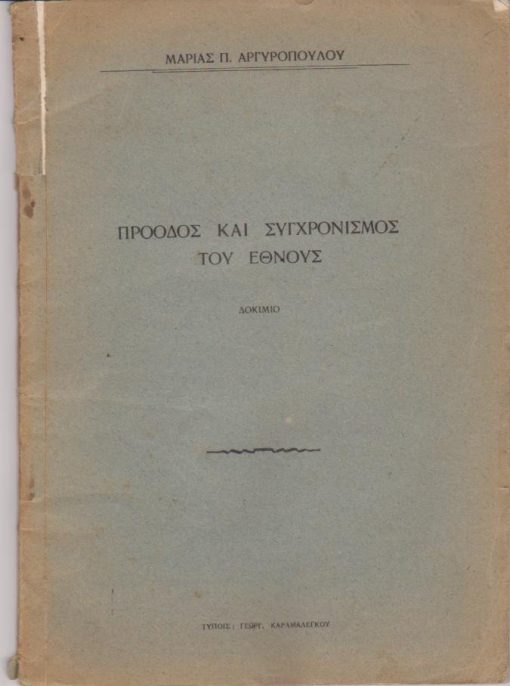 ΜΑΡΙΑΣ Π. ΑΡΓΥΡΟΠΟΥΛΟΥ
ΠΡΟΟΔΟΣ ΚΑΙ ΣΥΓΧΡΟΝΙΣΜΟΣ
ΤΟΥ ΕΘΝΟΥΣ
ΔΟΚΙΜΙΟ
ΤΥΠΟΙΣ: ΓΕΩΡΓ. ΚΑΡΑΜΑΛΕΓΚΟΥ